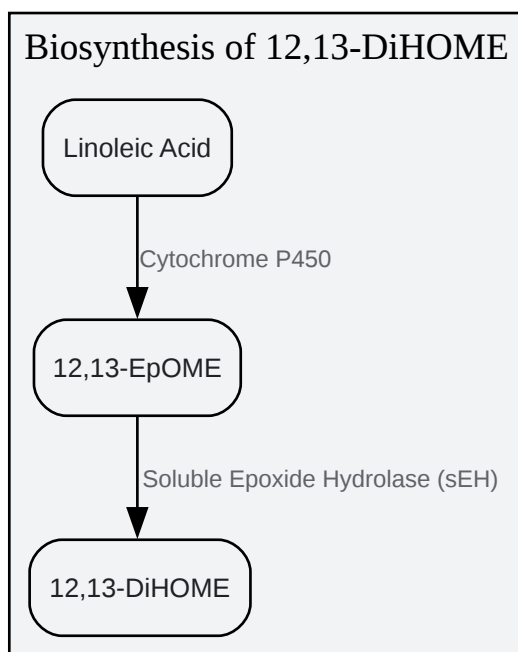 Biosynthesis of 12,13-DiHOME
Linoleic Acid
Cytochrome P450
12,13-EpOME
Soluble Epoxide Hydrolase (sEH)
12,13-DiHOME